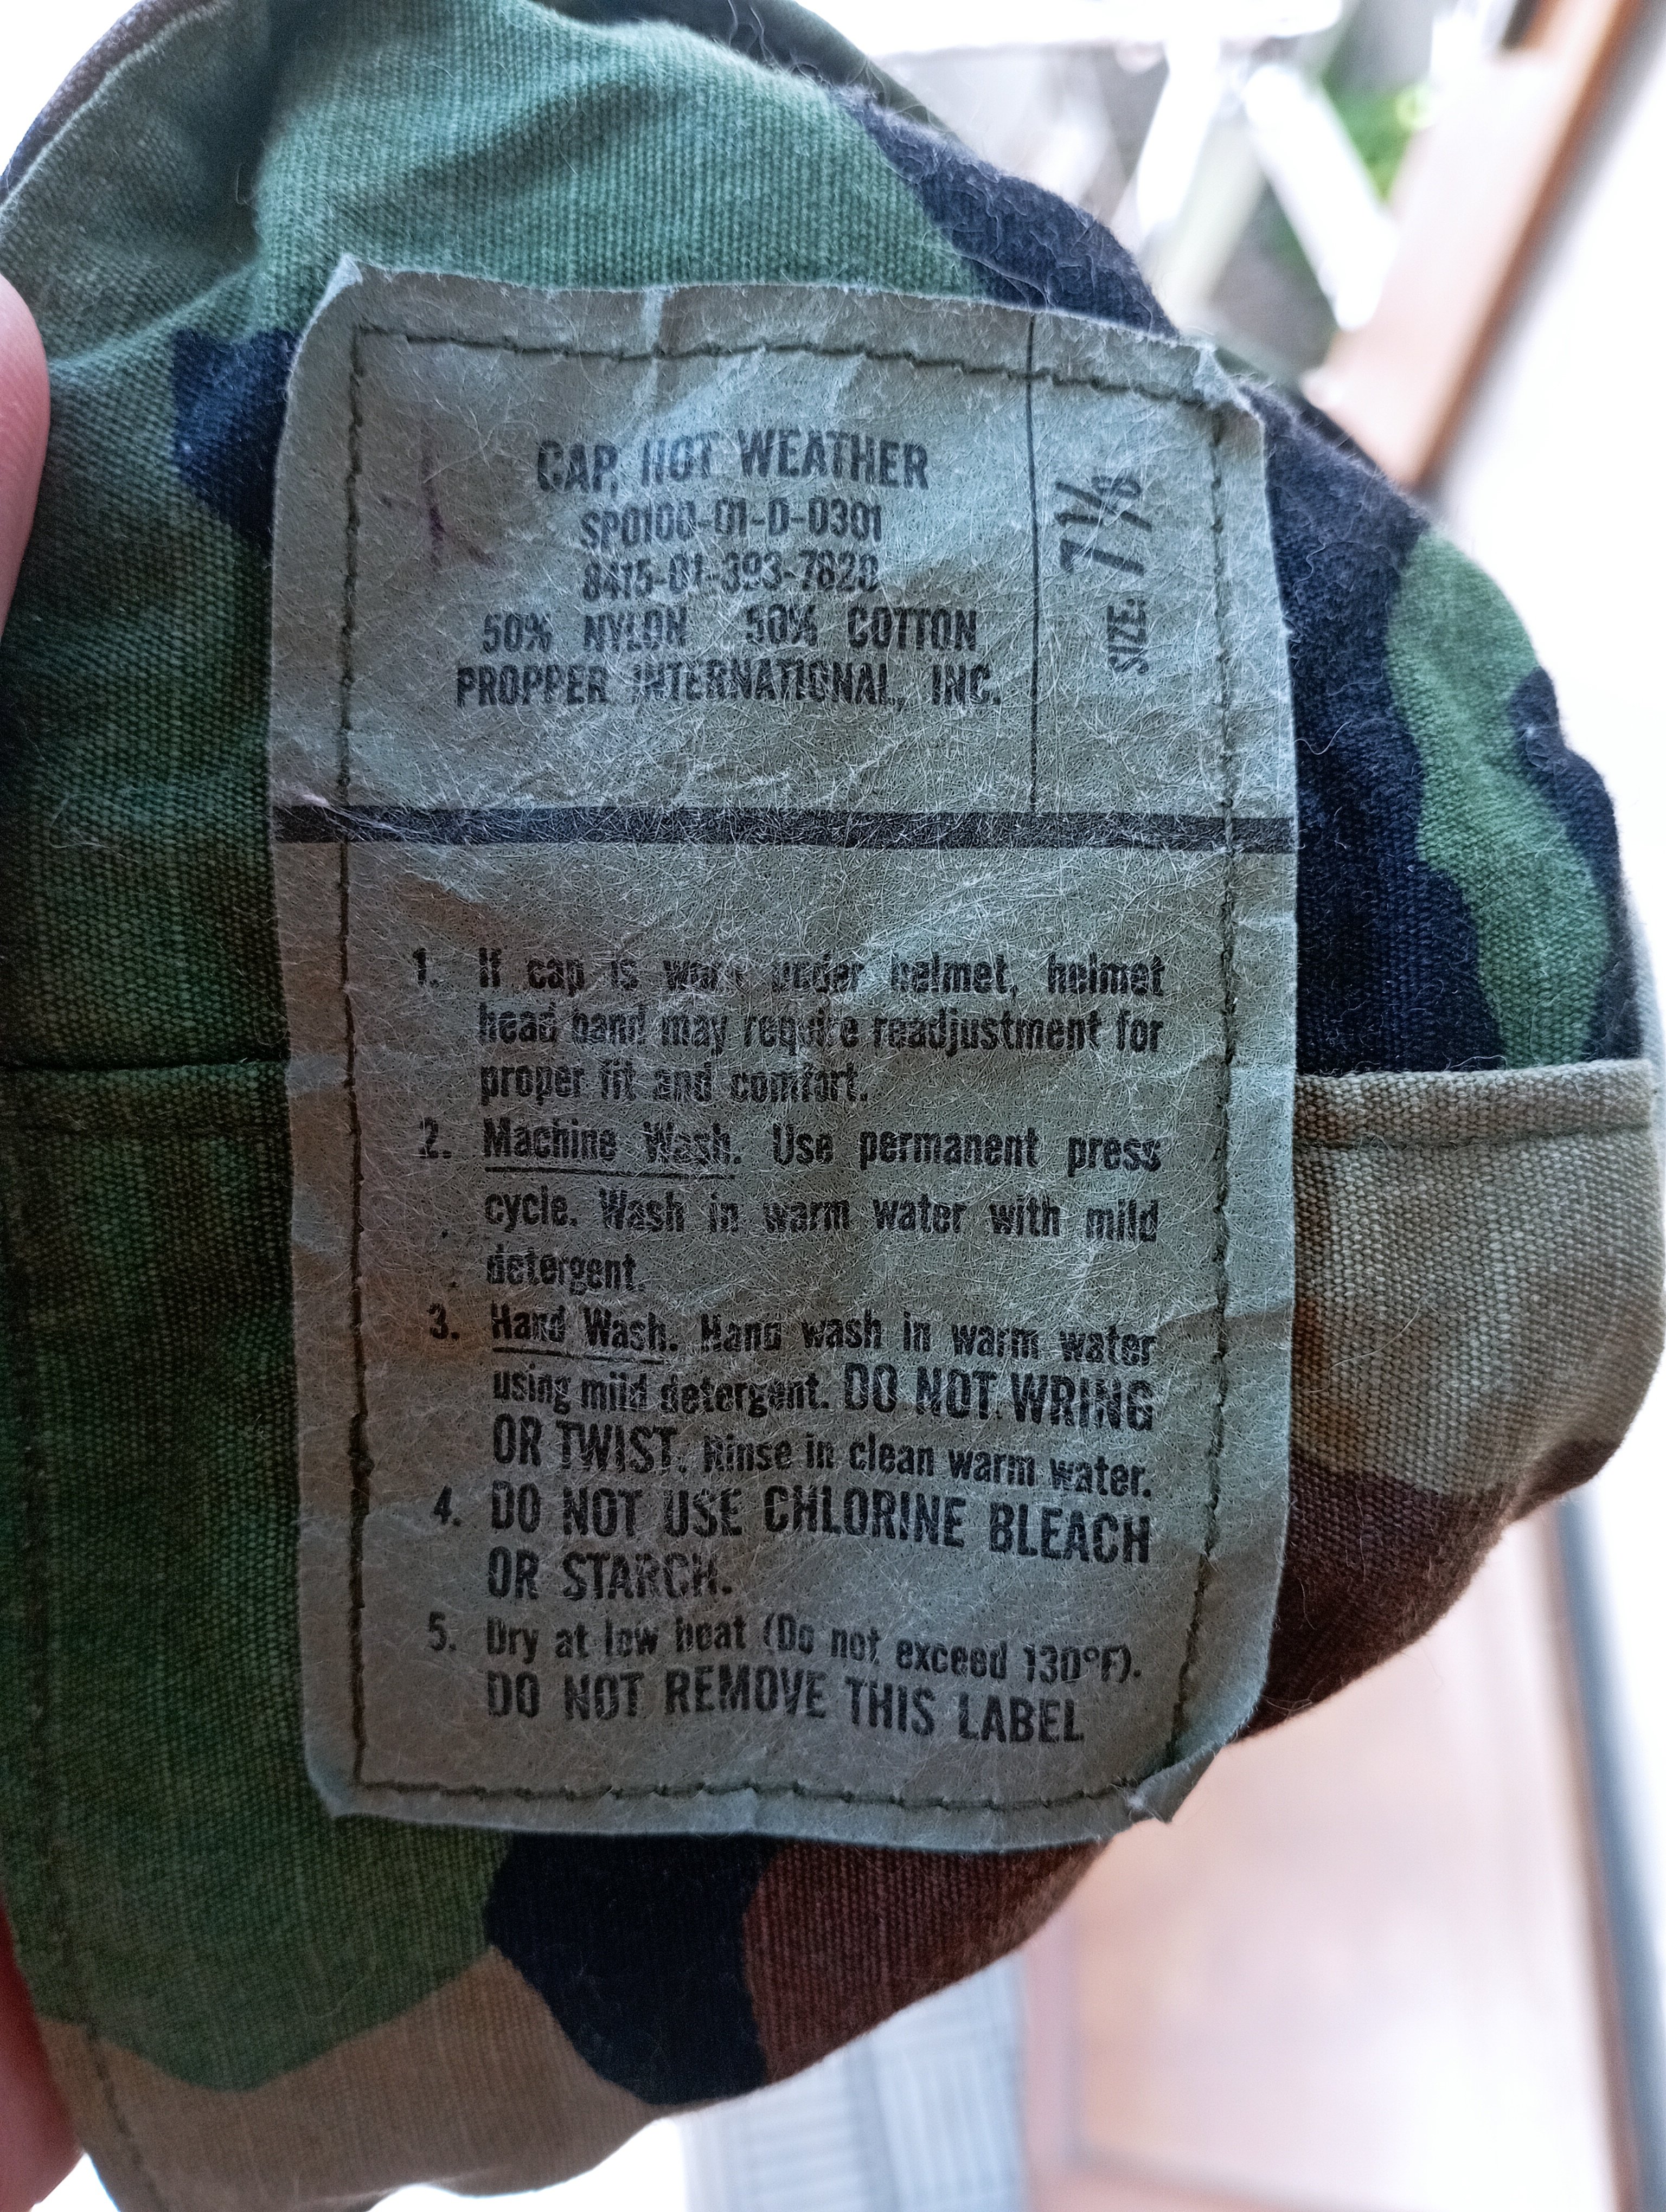 CAP, HOT WEATHER
SPO100-01-D-0301
8415-01-393-7820
50% NYLON 50% COTTON
PROPPER INTERNATIONAL, INC.
SIZE: 7 1/8
1. If cap is worn under helmet, helmet
head band may require readjustment for
proper fit and comfort.
2. Machine Wash. Use permanent press
cycle. Wash in warm water with mild
detergent.
3. Hand Wash. Hand wash in warm water
using mild detergent. DO NOT WRING
OR TWIST. Rinse in clean warm water.
4. DO NOT USE CHLORINE BLEACH
OR STARCH.
5. Dry at low heat (Do not exceed 130°F).
DO NOT REMOVE THIS LABEL